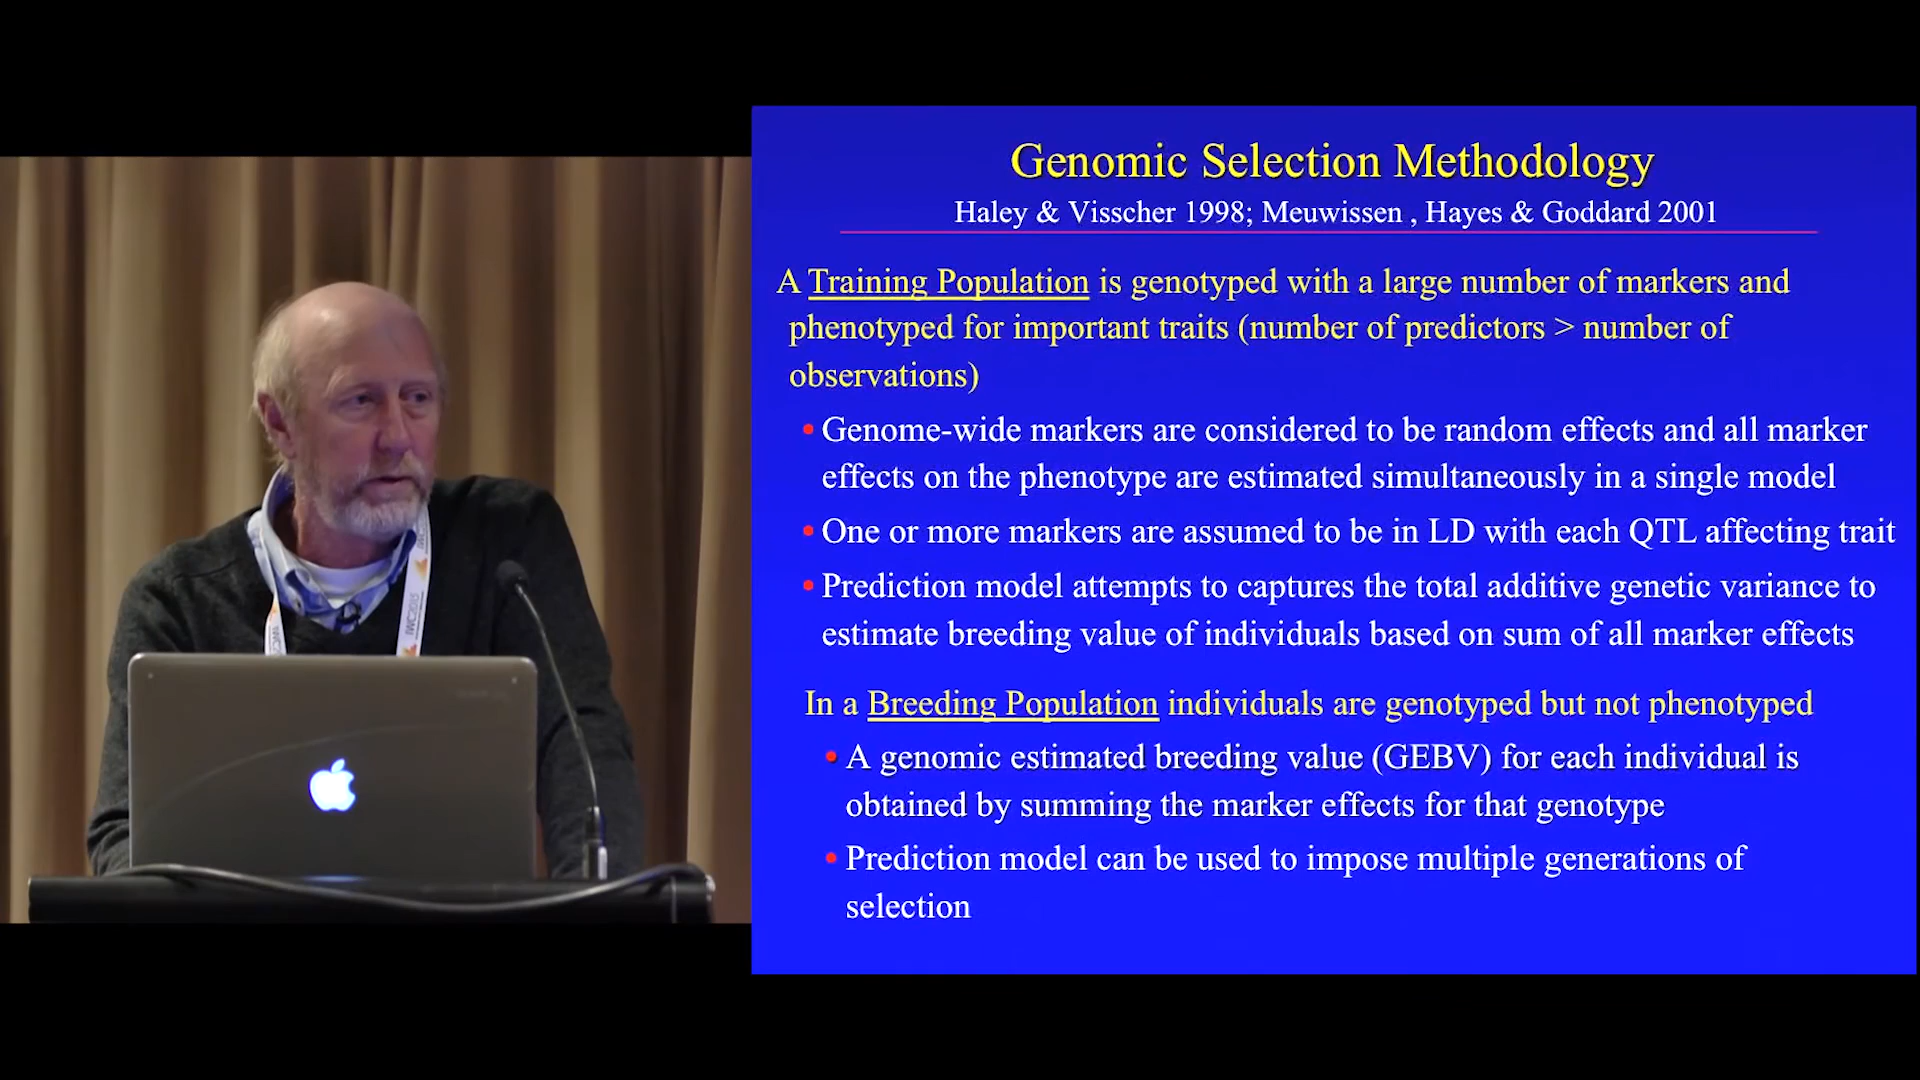 Genomic Selection Methodology
Haley & Visscher 1998; Meuwissen , Hayes & Goddard 2001
A Training Population is genotyped with a large number of markers and
phenotyped for important traits (number of predictors > number of
observations)
• Genome-wide markers are considered to be random effects and all marker
effects on the phenotype are estimated simultaneously in a single model
• One or more markers are assumed to be in LD with each QTL affecting trait
• Prediction model attempts to captures the total additive genetic variance to
estimate breeding value of individuals based on sum of all marker effects
In a Breeding Population individuals are genotyped but not phenotyped
• A genomic estimated breeding value (GEBV) for each individual is
obtained by summing the marker effects for that genotype
• Prediction model can be used to impose multiple generations of
selection
IWC2015